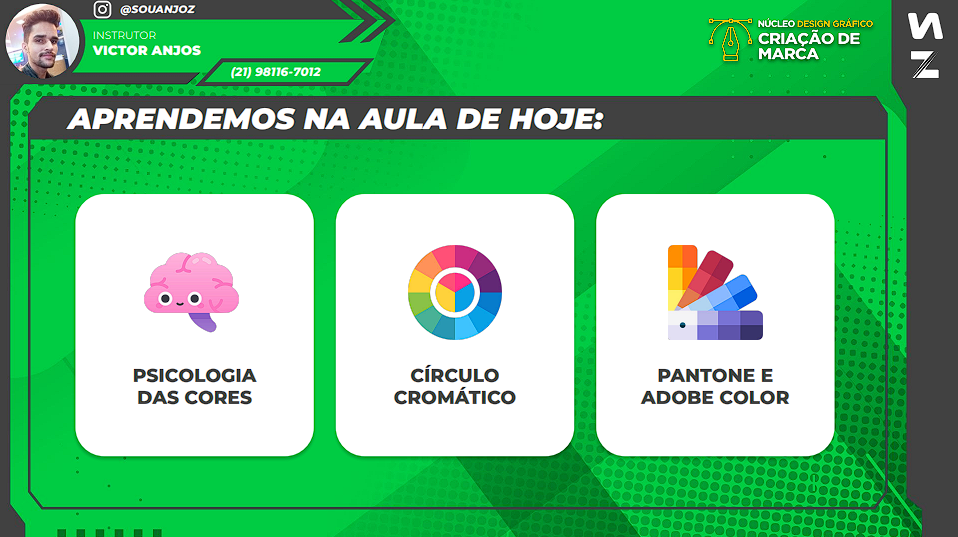 @SOUANJOZ
INSTRUTOR
VICTOR ANJOS
(21) 98116-7012
NÚCLEO DESIGN GRÁFICO
CRIAÇÃO DE
MARCA
APRENDEMOS NA AULA DE HOJE:
PSICOLOGIA
DAS CORES
CÍRCULO
CROMÁTICO
PANTONE E
ADOBE COLOR